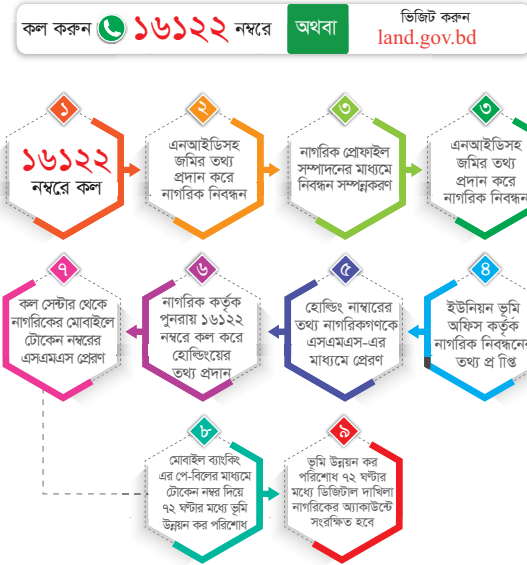 কল করুন ১৬১২২ নম্বরে
অথবা
ভিজিট করুন
land.gov.bd
১
১৬১২২
নম্বরে কল
২
এনআইডিসহ
জমির তথ্য
প্রদান করে
নাগরিক নিবন্ধন
৩
নাগরিক প্রোফাইল
সম্পাদনের মাধ্যমে
নিবন্ধন সম্পন্নকরণ
৩
এনআইডিসহ
জমির তথ্য
প্রদান করে
নাগরিক নিবন্ধন
৪
ইউনিয়ন ভূমি
অফিস কর্তৃক
নাগরিক নিবন্ধনের
তথ্য প্রাপ্তি
৫
হোল্ডিং নাম্বারের
তথ্য নাগরিকগণকে
এসএমএস-এর
মাধ্যমে প্রেরণ
৬
নাগরিক কর্তৃক
পুনরায় ১৬১২২
নম্বরে কল করে
হোল্ডিংয়ের
তথ্য প্রদান
৭
কল সেন্টার থেকে
নাগরিকের মোবাইলে
টোকেন নম্বরের
এসএমএস প্রেরণ
৮
মোবাইল ব্যাংকিং
এর পে-বিলের মাধ্যমে
টোকেন নম্বর দিয়ে
৭২ ঘণ্টার মধ্যে ভূমি
উন্নয়ন কর পরিশোধ
৯
ভূমি উন্নয়ন কর
পরিশোধ ৭২ ঘণ্টার
মধ্যে ডিজিটাল দাখিলা
নাগরিকের অ্যাকাউন্টে
সংরক্ষিত হবে